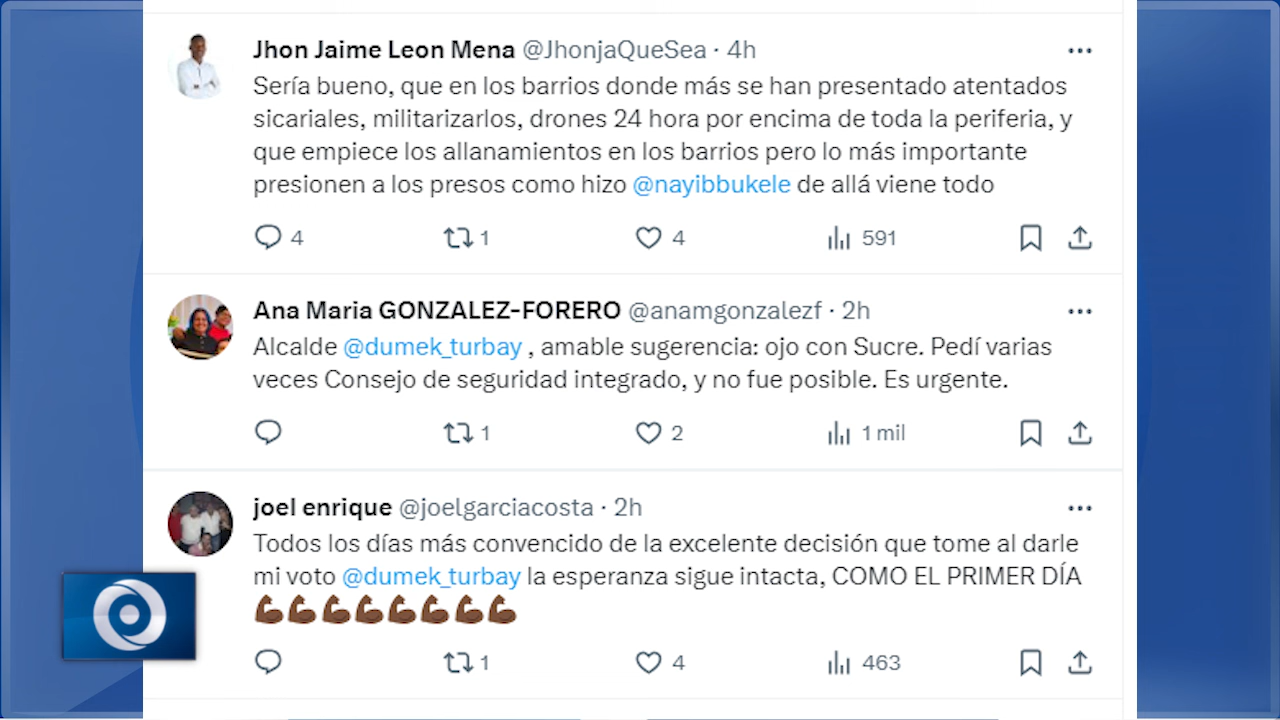 Jhon Jaime Leon Mena @JhonjaQueSea · 4h
Sería bueno, que en los barrios donde más se han presentado atentados
sicariales, militarizarlos, drones 24 hora por encima de toda la periferia, y
que empiece los allanamientos en los barrios pero lo más importante
presionen a los presos como hizo @nayibbukele de allá viene todo
4 1 4 591
Ana Maria GONZALEZ-FORERO @anamgonzalezf · 2h
Alcalde @dumek_turbay , amable sugerencia: ojo con Sucre. Pedí varias
veces Consejo de seguridad integrado, y no fue posible. Es urgente.
1 2 1 mil
joel enrique @joelgarciacosta · 2h
Todos los días más convencido de la excelente decisión que tome al darle
mi voto @dumek_turbay la esperanza sigue intacta, COMO EL PRIMER DÍA
💪🏾💪🏾💪🏾💪🏾💪🏾💪🏾💪🏾💪🏾
1 4 463